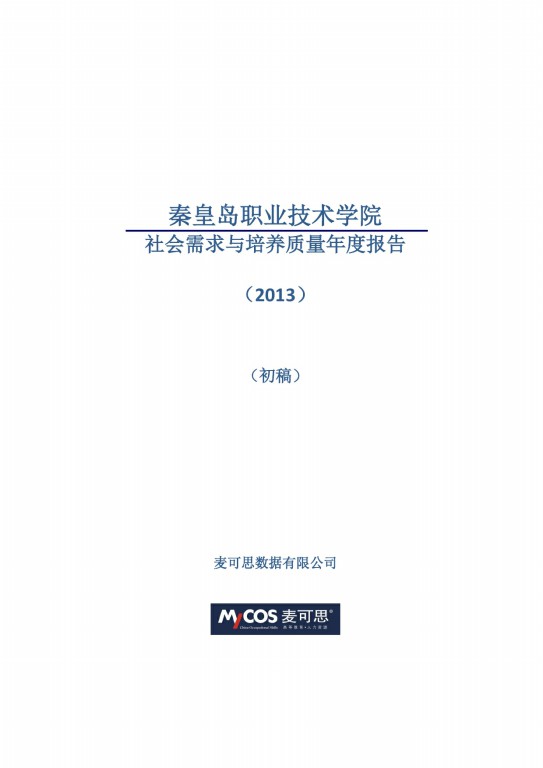 秦皇岛职业技术学院
社会需求与培养质量年度报告
（2013）
（初稿）
麦可思数据有限公司
MyCOS 麦可思®